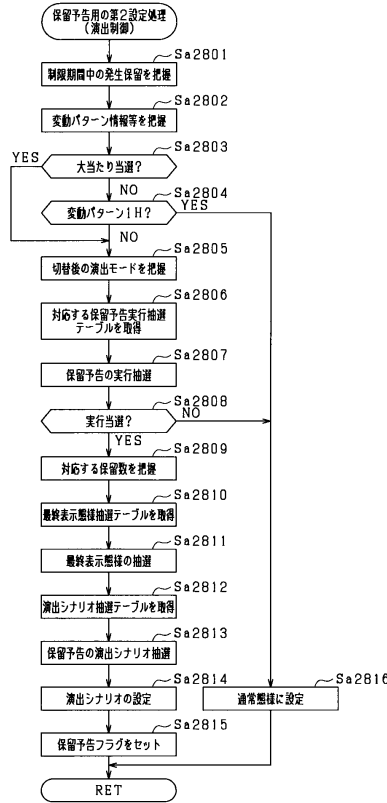 保留予告用の第2設定処理
(演出制御)
Sa2801
制限期間中の発生保留を把握
Sa2802
変動パターン情報等を把握
Sa2803
YES
大当たり当選?
NO
Sa2804
変動パターン1H?
YES
NO
Sa2805
切替後の演出モードを把握
Sa2806
対応する保留予告実行抽選
テーブルを取得
Sa2807
保留予告の実行抽選
Sa2808
実行当選?
NO
YES
Sa2809
対応する保留数を把握
Sa2810
最終表示態様抽選テーブルを取得
Sa2811
最終表示態様の抽選
Sa2812
演出シナリオ抽選テーブルを取得
Sa2813
保留予告の演出シナリオ抽選
Sa2814
演出シナリオの設定
Sa2816
通常態様に設定
Sa2815
保留予告フラグをセット
RET